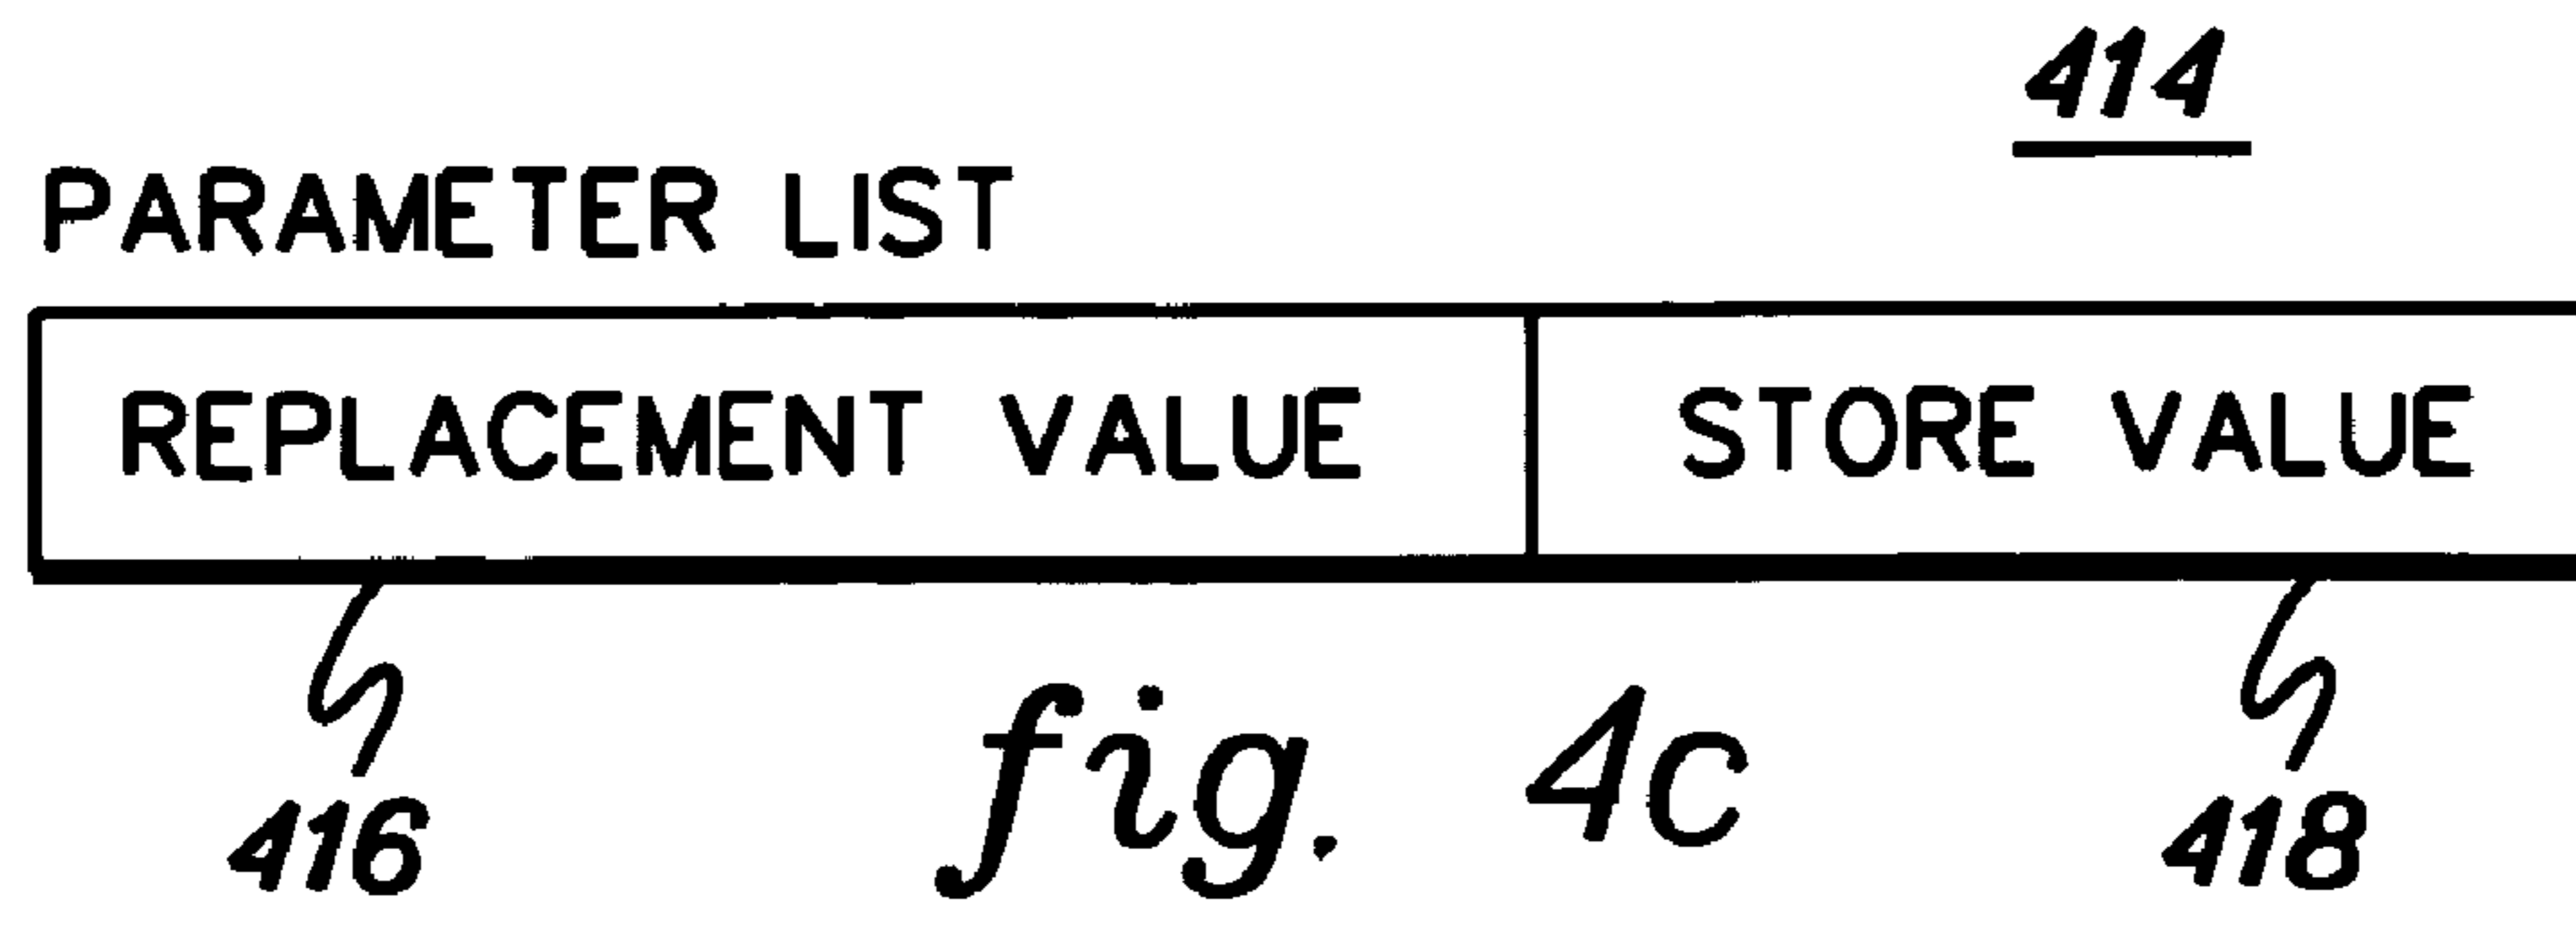 414
PARAMETER LIST
REPLACEMENT VALUE STORE VALUE
416 418
fig. 4c